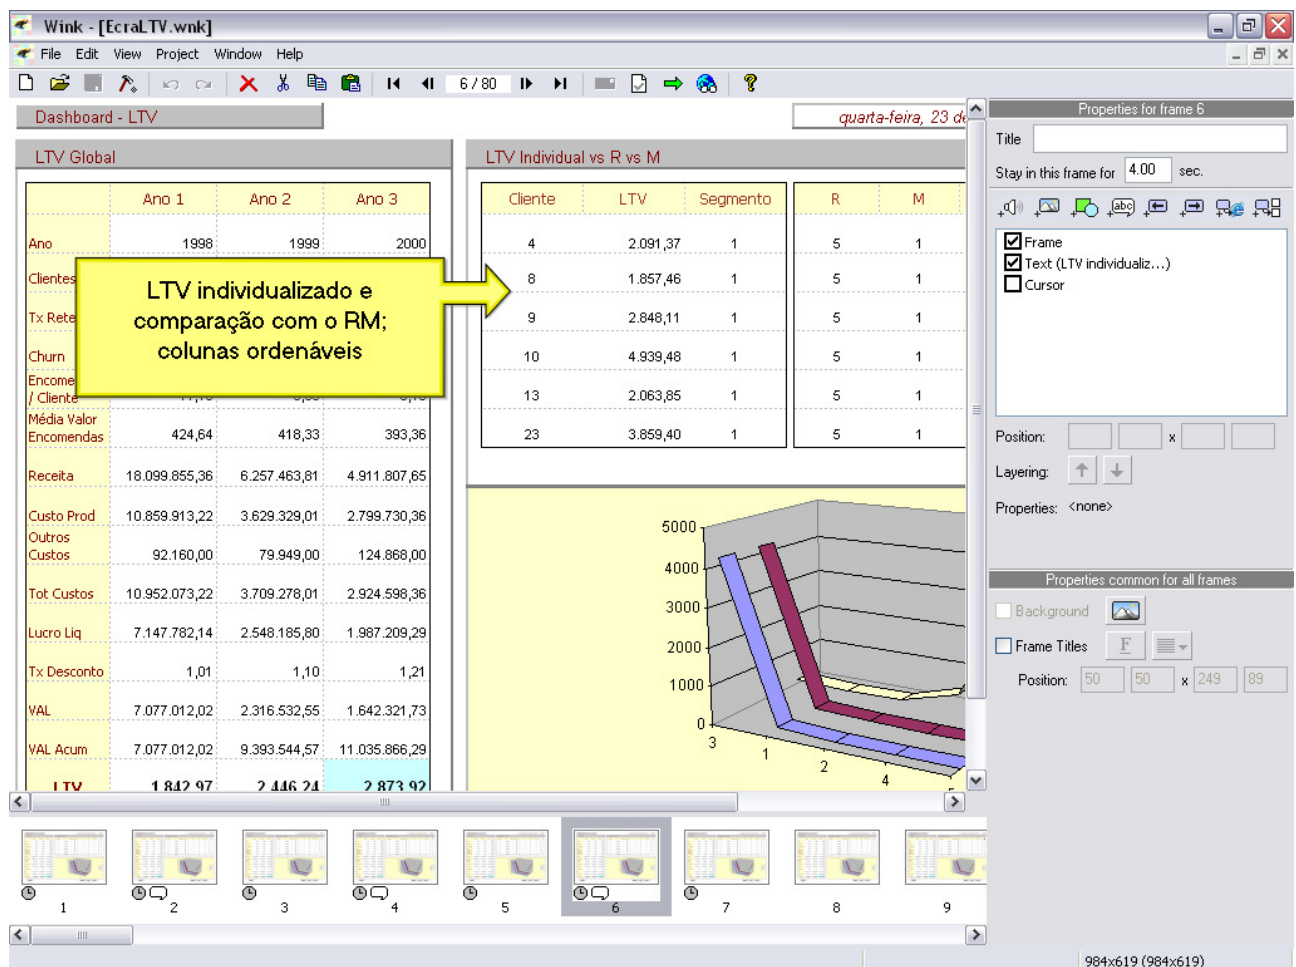 Wink - [EcraLTV.wnk]
File Edit View Project Window Help
6 / 80
Dashboard - LTV
quarta-feira, 23 de
LTV Global
LTV Individual vs R vs M
Ano 1 Ano 2 Ano 3
Cliente LTV Segmento R M
Ano 1998 1999 2000
4 2.091,37 1 5 1
Clientes
8 1.857,46 1 5 1
Tx Rete
9 2.848,11 1 5 1
Churn
10 4.939,48 1 5 1
Encome
/ Cliente
13 2.063,85 1 5 1
Média Valor
Encomendas 424,64 418,33 393,36
23 3.859,40 1 5 1
LTV individualizado e
comparação com o RM;
colunas ordenáveis
Receita 18.099.855,36 6.257.463,81 4.911.807,65
Custo Prod 10.859.913,22 3.629.329,01 2.799.730,36
Outros
Custos 92.160,00 79.949,00 124.868,00
Tot Custos 10.952.073,22 3.709.278,01 2.924.598,36
Lucro Liq 7.147.782,14 2.548.185,80 1.987.209,29
Tx Desconto 1,01 1,10 1,21
VAL 7.077.012,02 2.316.532,55 1.642.321,73
VAL Acum 7.077.012,02 9.393.544,57 11.035.866,29
LTV 1.842,97 2.446,24 2.873,92
5000
4000
3000
2000
1000
0
3 1 2 4
Properties for frame 6
Title
Stay in this frame for 4.00 sec.
abc
Frame
Text (LTV individualiz...)
Cursor
Position: x
Layering:
Properties: <none>
Properties common for all frames
Background
Frame Titles F
Position: 50 50 x 249 89
1 2 3 4 5 6 7 8 9
984x619 (984x619)